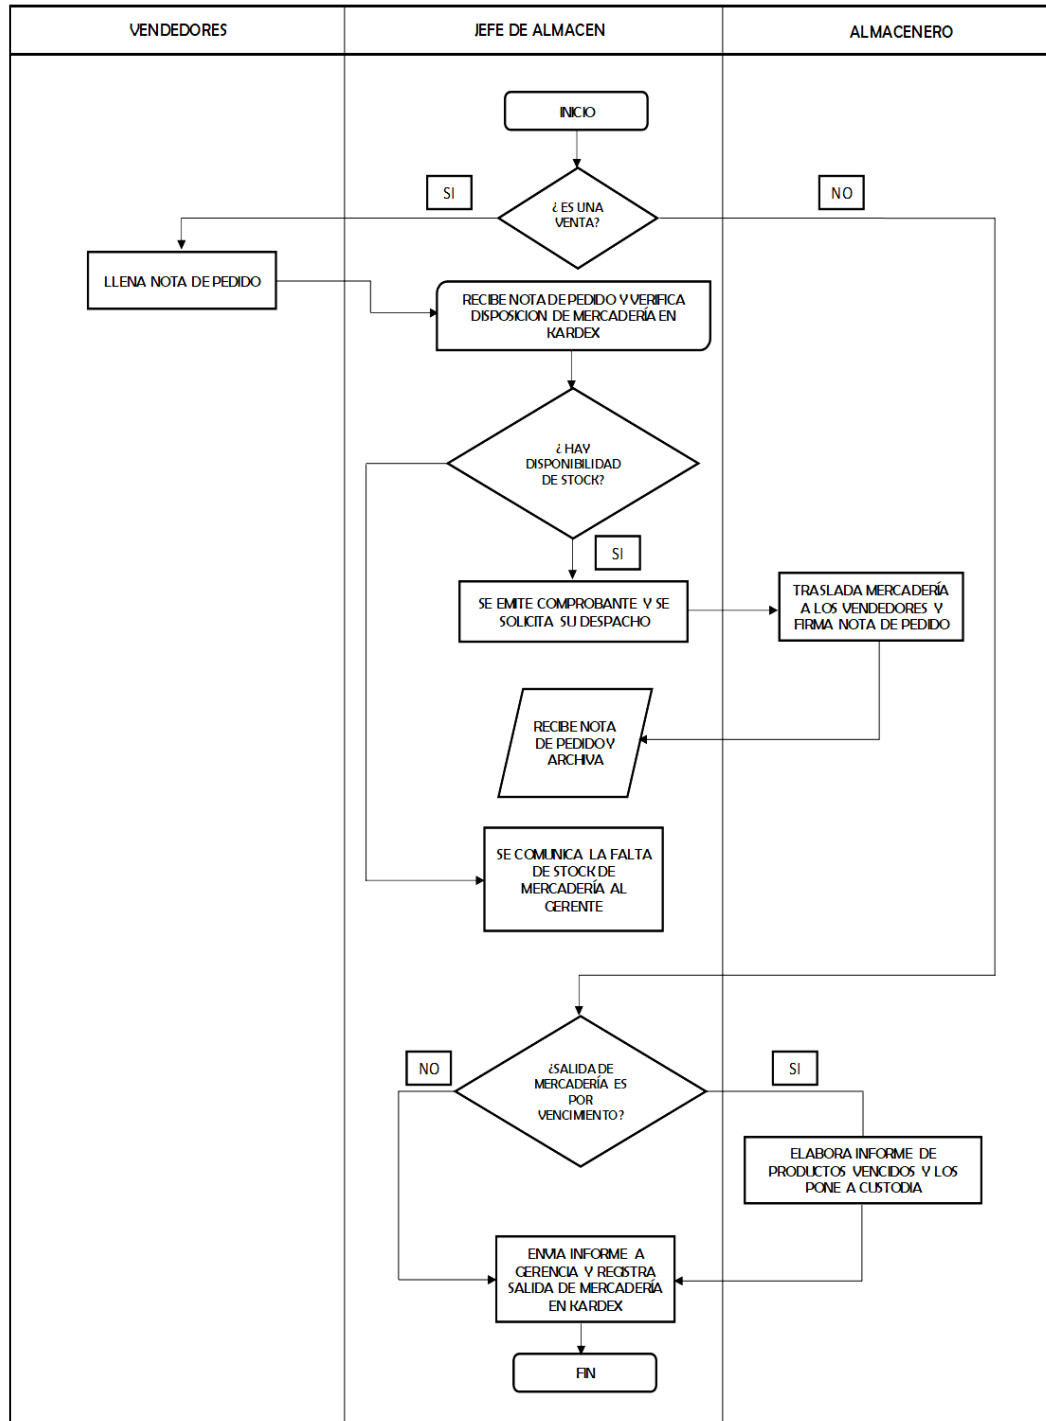 VENDEDORES
JEFE DE ALMACEN
ALMACENERO
INICIO
SI
¿ ES UNA
VENTA?
NO
LLENA NOTA DE PEDIDO
RECIBE NOTA DE PEDIDO Y VERIFICA
DISPOSICION DE MERCADERÍA EN
KARDEX
¿ HAY
DISPONIBILIDAD
DE STOCK?
SI
SE EMITE COMPROBANTE Y SE
SOLICITA SU DESPACHO
TRASLADA MERCADERÍA
A LOS VENDEDORES Y
FIRMA NOTA DE PEDIDO
RECIBE NOTA
DE PEDIDO Y
ARCHIVA
SE COMUNICA LA FALTA
DE STOCK DE
MERCADERÍA AL
GERENTE
NO
¿SALIDA DE
MERCADERÍA ES
POR
VENCIMIENTO?
SI
ELABORA INFORME DE
PRODUCTOS VENCIDOS Y LOS
PONE A CUSTODIA
ENVIA INFORME A
GERENCIA Y REGISTRA
SALIDA DE MERCADERÍA
EN KARDEX
FIN